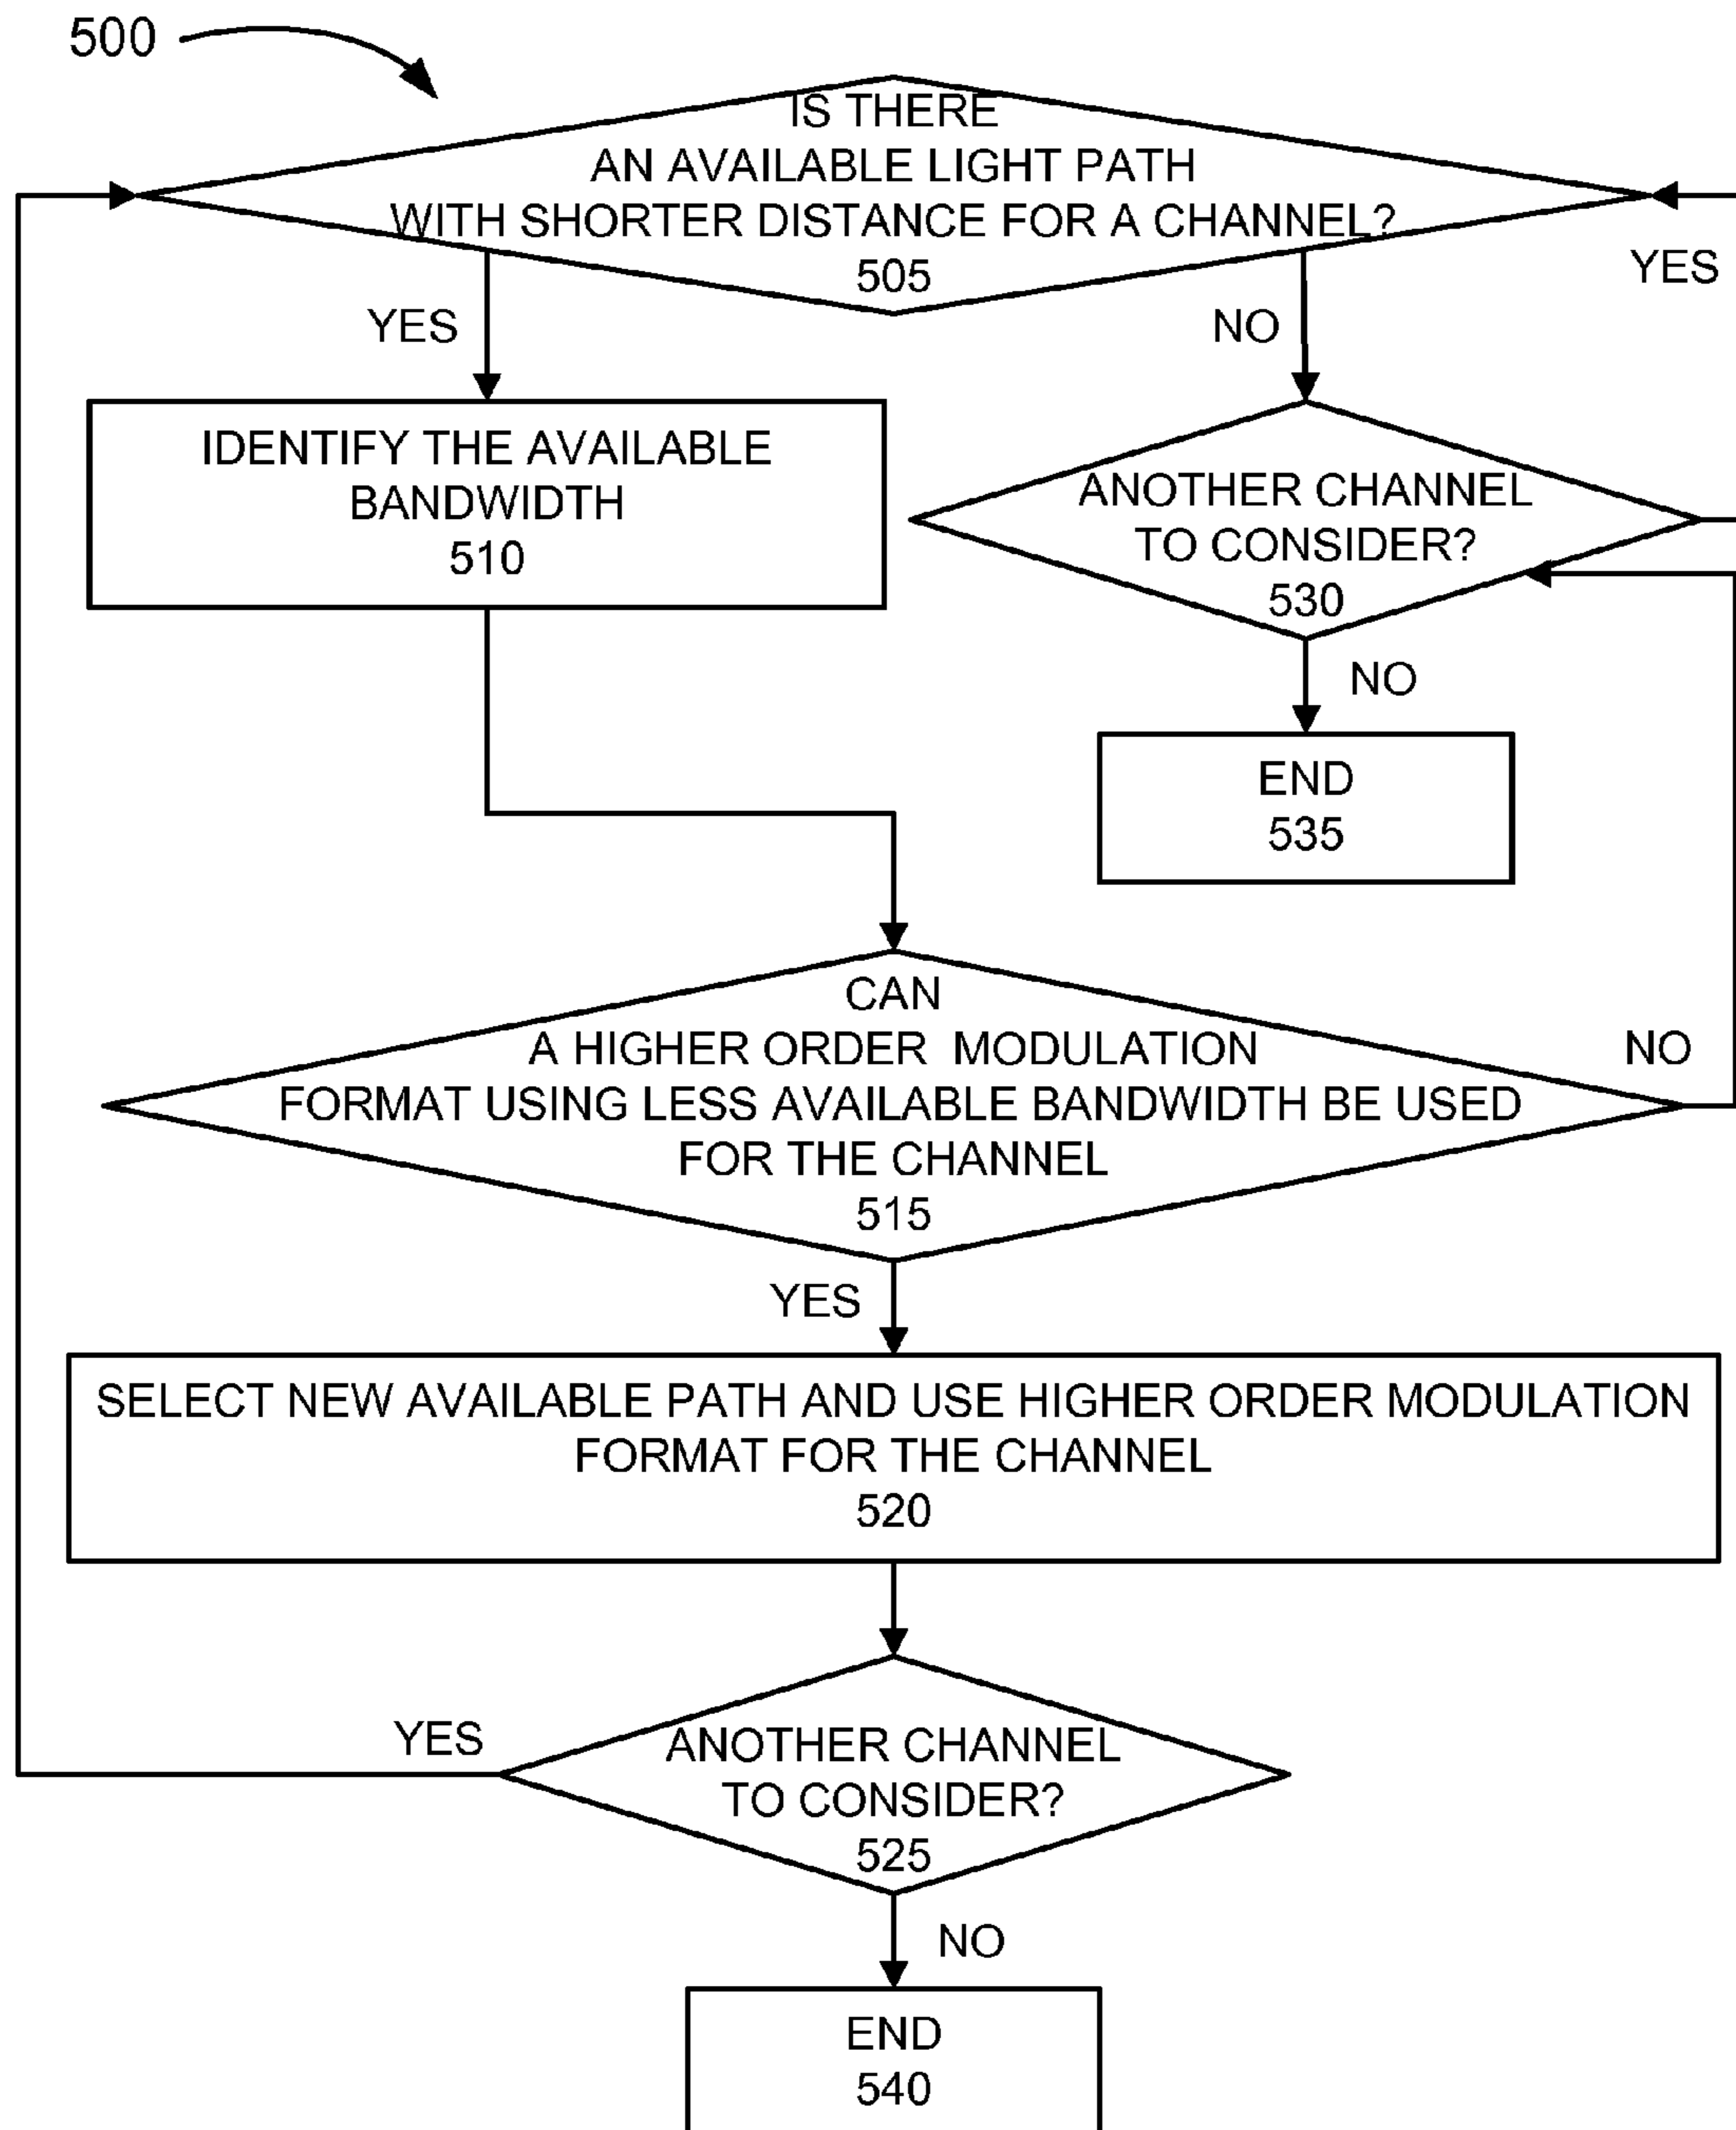 500
IS THERE
AN AVAILABLE LIGHT PATH
WITH SHORTER DISTANCE FOR A CHANNEL?
505
YES
YES
NO
IDENTIFY THE AVAILABLE
BANDWIDTH
510
ANOTHER CHANNEL
TO CONSIDER?
530
NO
END
535
CAN
A HIGHER ORDER MODULATION
FORMAT USING LESS AVAILABLE BANDWIDTH BE USED
FOR THE CHANNEL
515
NO
YES
SELECT NEW AVAILABLE PATH AND USE HIGHER ORDER MODULATION
FORMAT FOR THE CHANNEL
520
YES
ANOTHER CHANNEL
TO CONSIDER?
525
NO
END
540